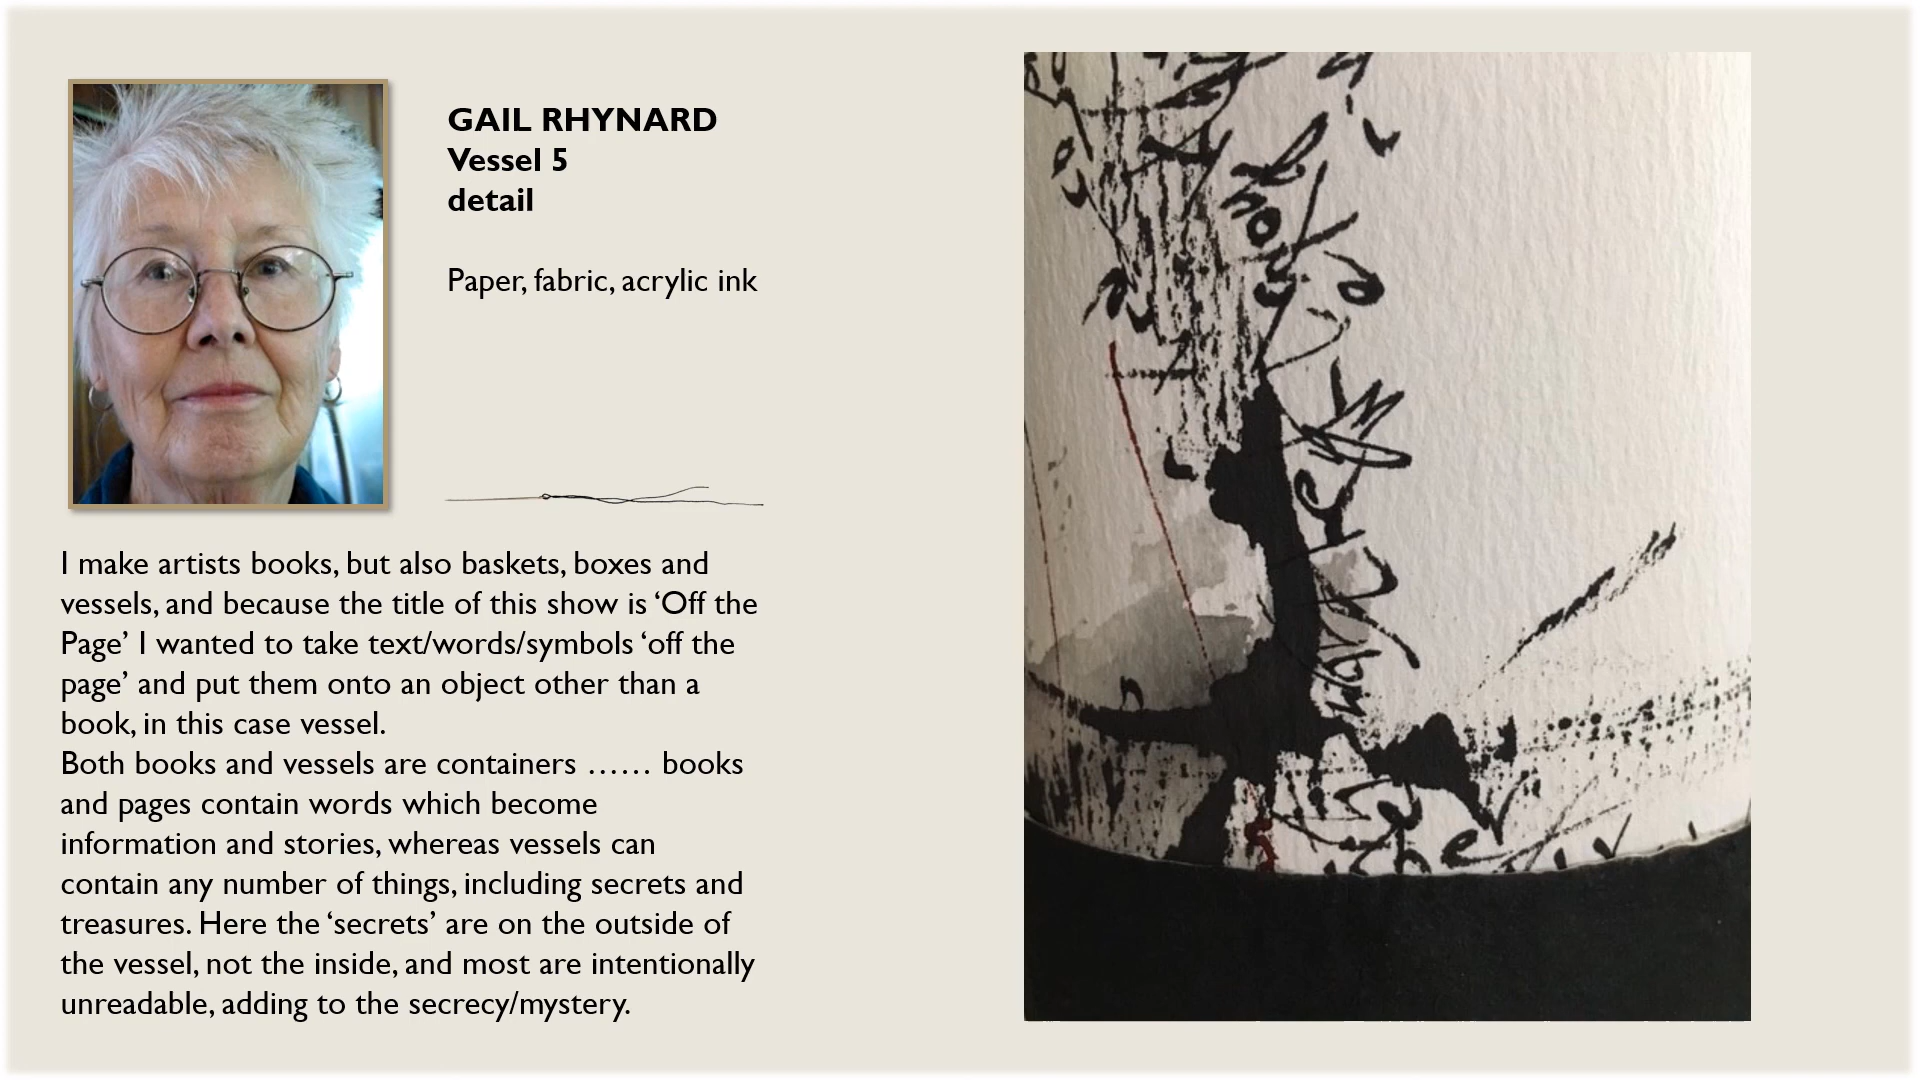 GAIL RHYNARD
Vessel 5
detail
Paper, fabric, acrylic ink
I make artists books, but also baskets, boxes and
vessels, and because the title of this show is ‘Off the
Page’ I wanted to take text/words/symbols ‘off the
page’ and put them onto an object other than a
book, in this case vessel.
Both books and vessels are containers …… books
and pages contain words which become
information and stories, whereas vessels can
contain any number of things, including secrets and
treasures. Here the ‘secrets’ are on the outside of
the vessel, not the inside, and most are intentionally
unreadable, adding to the secrecy/mystery.